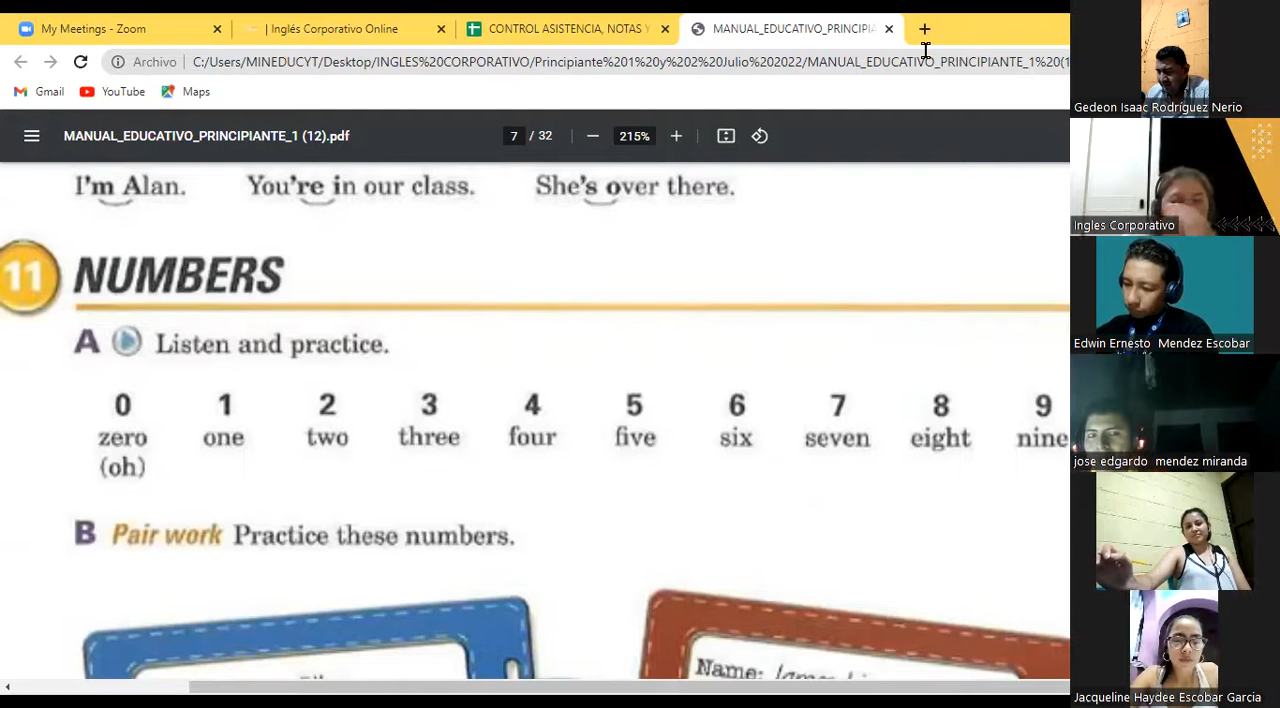 My Meetings - Zoom
| Inglés Corporativo Online
CONTROL ASISTENCIA, NOTAS Y
MANUAL_EDUCATIVO_PRINCIPIA
Archivo | C:/Users/MINEDUCYT/Desktop/INGLES%20CORPORATIVO/Principiante%201%20y%202%20Julio%202022/MANUAL_EDUCATIVO_PRINCIPIANTE_1%20(1
Gmail YouTube Maps
MANUAL_EDUCATIVO_PRINCIPIANTE_1 (12).pdf 7 / 32 215%
I'm Alan. You're in our class. She's over there.
11 NUMBERS
A Listen and practice.
0 1 2 3 4 5 6 7 8 9
zero one two three four five six seven eight nine
(oh)
B Pair work Practice these numbers.
Name:
Gedeon Isaac Rodríguez Nerio
Ingles Corporativo
Edwin Ernesto Mendez Escobar
jose edgardo mendez miranda
Jacqueline Haydee Escobar Garcia